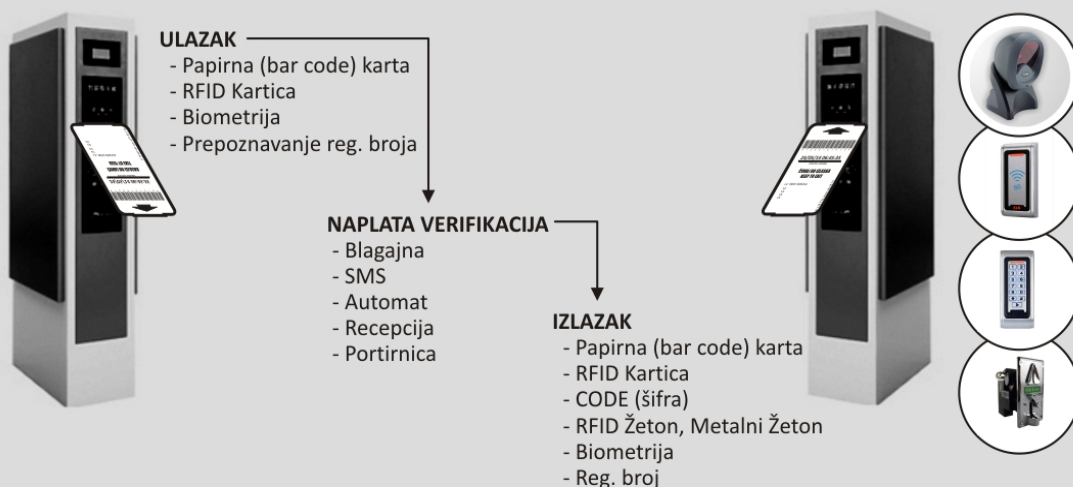 ULAZAK
- Papirna (bar code) karta
- RFID Kartica
- Biometrija
- Prepoznavanje reg. broja
NAPLATA VERIFIKACIJA
- Blagajna
- SMS
- Automat
- Recepcija
- Portirnica
IZLAZAK
- Papirna (bar code) karta
- RFID Kartica
- CODE (šifra)
- RFID Žeton, Metalni Žeton
- Biometrija
- Reg. broj